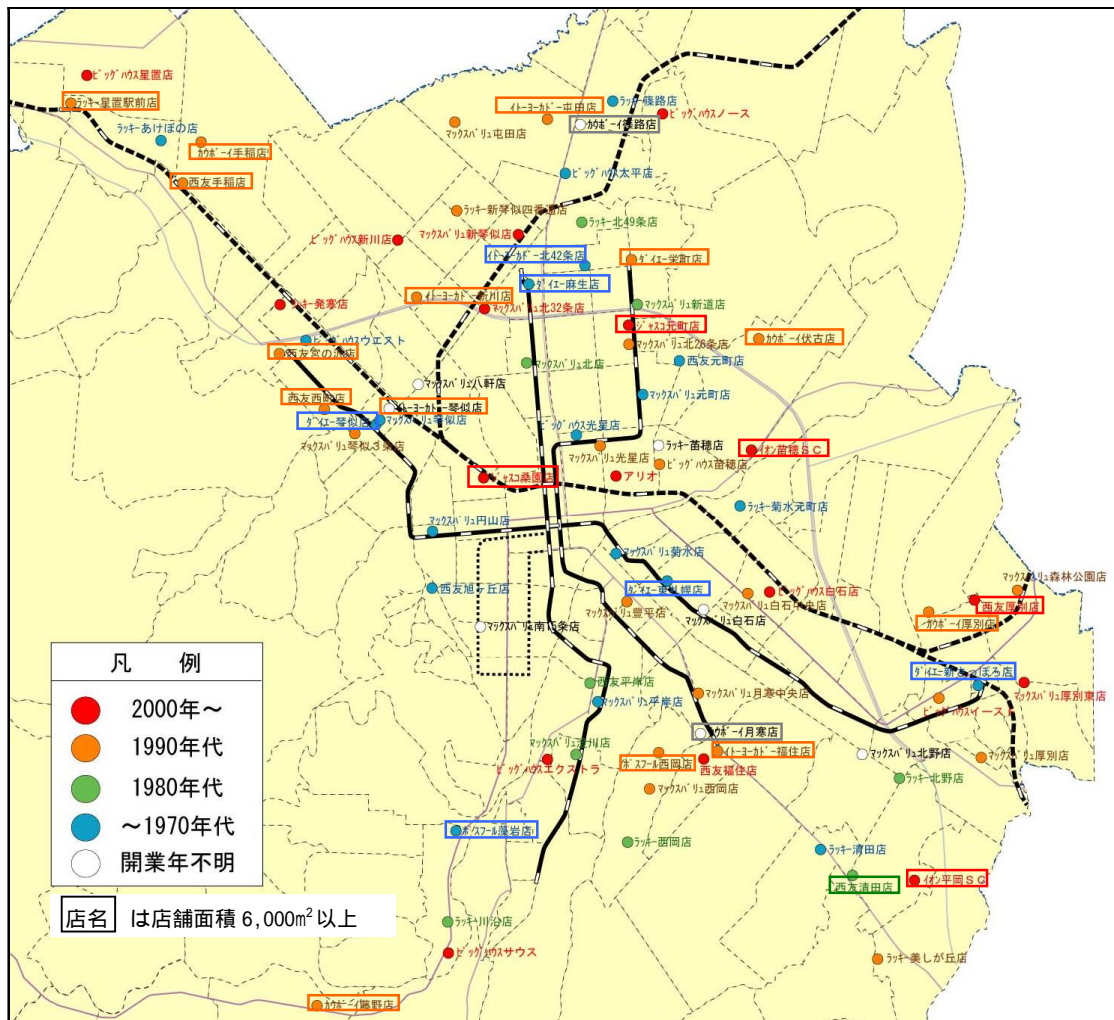 ﾋﾞｯｸﾞﾊｳｽ星置店
ﾗｯｷｰ星置駅前店
ﾗｯｷｰあけぼの店
ｶｳﾎﾞｰｲ手稲店
西友手稲店
ｲﾄｰﾖｰｶﾄﾞｰ屯田店
ﾏｯｸｽﾊﾞﾘｭ屯田店
ﾗｯｷｰ篠路店
ｶｳﾎﾞｰｲ篠路店
ﾋﾞｯｸﾞﾊｳｽノース
ﾋﾞｯｸﾞﾊｳｽ太平店
ﾗｯｷｰ新琴似四番通店
ﾗｯｷｰ北49条店
ﾋﾞｯｸﾞﾊｳｽ新川店
ﾏｯｸｽﾊﾞﾘｭ新琴似店
ｲﾄｰﾖｰｶﾄﾞｰ北42条店
ﾀﾞｲｴｰ栄町店
ﾀﾞｲｴｰ麻生店
ﾗｯｷｰ発寒店
ｲﾄｰﾖｰｶﾄﾞｰ新川店
ﾏｯｸｽﾊﾞﾘｭ北32条店
ﾏｯｸｽﾊﾞﾘｭ新道店
ｼﾞｬｽｺ元町店
ﾋﾞｯｸﾞﾊｳｽウエスト
西友宮の沢店
ﾏｯｸｽﾊﾞﾘｭ北26条店
ｶｳﾎﾞｰｲ伏古店
ﾏｯｸｽﾊﾞﾘｭ北店
西友元町店
ﾏｯｸｽﾊﾞﾘｭ八軒店
西友西町店
ｲﾄｰﾖｰｶﾄﾞｰ琴似店
ﾏｯｸｽﾊﾞﾘｭ元町店
ﾀﾞｲｴｰ琴似店
ﾏｯｸｽﾊﾞﾘｭ琴似店
ﾏｯｸｽﾊﾞﾘｭ琴似３条店
ﾋﾞｯｸﾞﾊｳｽ光星店
ﾏｯｸｽﾊﾞﾘｭ光星店
ﾗｯｷｰ苗穂店
ﾋﾞｯｸﾞﾊｳｽ苗穂店
ｲｵﾝ苗穂ＳＣ
ｼﾞｬｽｺ桑園店
アリオ
ﾗｯｷｰ菊水元町店
ﾏｯｸｽﾊﾞﾘｭ円山店
ﾏｯｸｽﾊﾞﾘｭ菊水店
西友旭ヶ丘店
ﾀﾞｲｴｰ東札幌店
ﾏｯｸｽﾊﾞﾘｭ豊平店
ﾋﾞｯｸﾞﾊｳｽ白石店
ﾏｯｸｽﾊﾞﾘｭ白石中央店
ﾏｯｸｽﾊﾞﾘｭ白石店
ﾏｯｸｽﾊﾞﾘｭ森林公園店
西友厚別店
ｶｳﾎﾞｰｲ厚別店
ﾏｯｸｽﾊﾞﾘｭ南15条店
ﾀﾞｲｴｰ新さっぽろ店
西友平岸店
ﾏｯｸｽﾊﾞﾘｭ平岸店
ﾏｯｸｽﾊﾞﾘｭ月寒中央店
ﾋﾞｯｸﾞﾊｳｽイースト
ﾏｯｸｽﾊﾞﾘｭ厚別東店
ｶｳﾎﾞｰｲ月寒店
ﾏｯｸｽﾊﾞﾘｭ澄川店
ｲﾄｰﾖｰｶﾄﾞｰ福住店
ﾏｯｸｽﾊﾞﾘｭ北野店
ﾏｯｸｽﾊﾞﾘｭ厚別店
ﾋﾞｯｸﾞﾊｳｽエクストラ
ﾎﾟｽﾌｰﾙ西岡店
西友福住店
ﾗｯｷｰ北野店
ﾏｯｸｽﾊﾞﾘｭ西岡店
ﾎﾟｽﾌｰﾙ藻岩店
ﾗｯｷｰ西岡店
ﾗｯｷｰ清田店
西友清田店
ｲｵﾝ平岡ＳＣ
ﾗｯｷｰ川沿店
ﾋﾞｯｸﾞﾊｳｽサウス
ﾗｯｷｰ美しが丘店
ｶｳﾎﾞｰｲ藤野店
凡 例
2000年～
1990年代
1980年代
～1970年代
開業年不明
店名 は店舗面積 6,000㎡以上